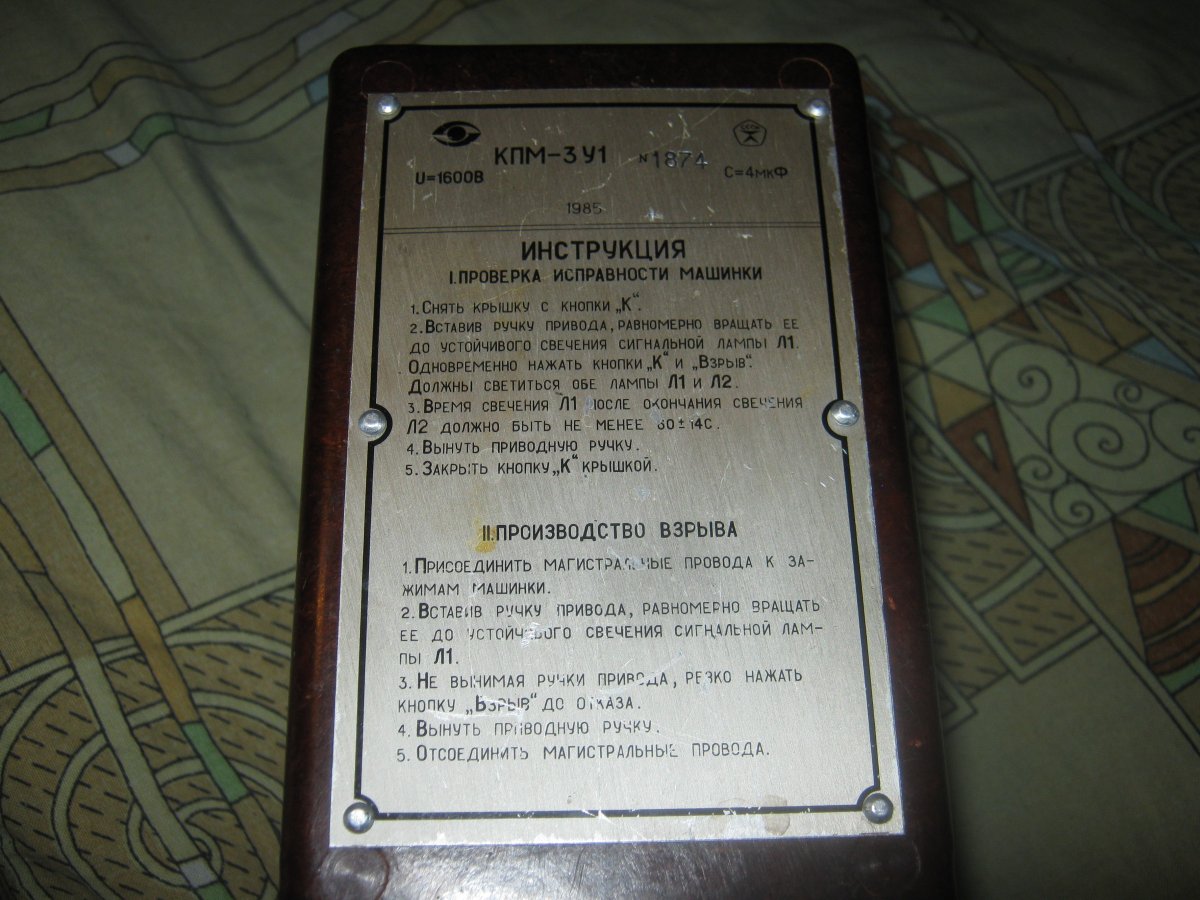 КПМ-3У1 №1874
U=1600В С=4мкФ
1985
ИНСТРУКЦИЯ
I.ПРОВЕРКА ИСПРАВНОСТИ МАШИНКИ
1. СНЯТЬ КРЫШКУ С КНОПКИ „К“.
2. ВСТАВИВ РУЧКУ ПРИВОДА, РАВНОМЕРНО ВРАЩАТЬ ЕЕ
ДО УСТОЙЧИВОГО СВЕЧЕНИЯ СИГНАЛЬНОЙ ЛАМПЫ Л1.
ОДНОВРЕМЕННО НАЖАТЬ КНОПКИ „К“ И „ВЗРЫВ“.
ДОЛЖНЫ СВЕТИТЬСЯ ОБЕ ЛАМПЫ Л1 И Л2.
3. ВРЕМЯ СВЕЧЕНИЯ Л1 ПОСЛЕ ОКОНЧАНИЯ СВЕЧЕНИЯ
Л2 ДОЛЖНО БЫТЬ НЕ МЕНЕЕ ±14С.
4. ВЫНУТЬ ПРИВОДНУЮ РУЧКУ.
5. ЗАКРЫТЬ КНОПКУ „К“ КРЫШКОЙ.
II.ПРОИЗВОДСТВО ВЗРЫВА
1. ПРИСОЕДИНИТЬ МАГИСТРАЛЬНЫЕ ПРОВОДА К ЗА-
ЖИМАМ МАШИНКИ.
2. ВСТАВИВ РУЧКУ ПРИВОДА, РАВНОМЕРНО ВРАЩАТЬ
ЕЕ ДО УСТОЙЧИВОГО СВЕЧЕНИЯ СИГНАЛЬНОЙ ЛАМ-
ПЫ Л1.
3. НЕ ВЫНИМАЯ РУЧКИ ПРИВОДА, РЕЗКО НАЖАТЬ
КНОПКУ „ВЗРЫВ“ ДО ОТКАЗА.
4. ВЫНУТЬ ПРИВОДНУЮ РУЧКУ.
5. ОТСОЕДИНИТЬ МАГИСТРАЛЬНЫЕ ПРОВОДА.